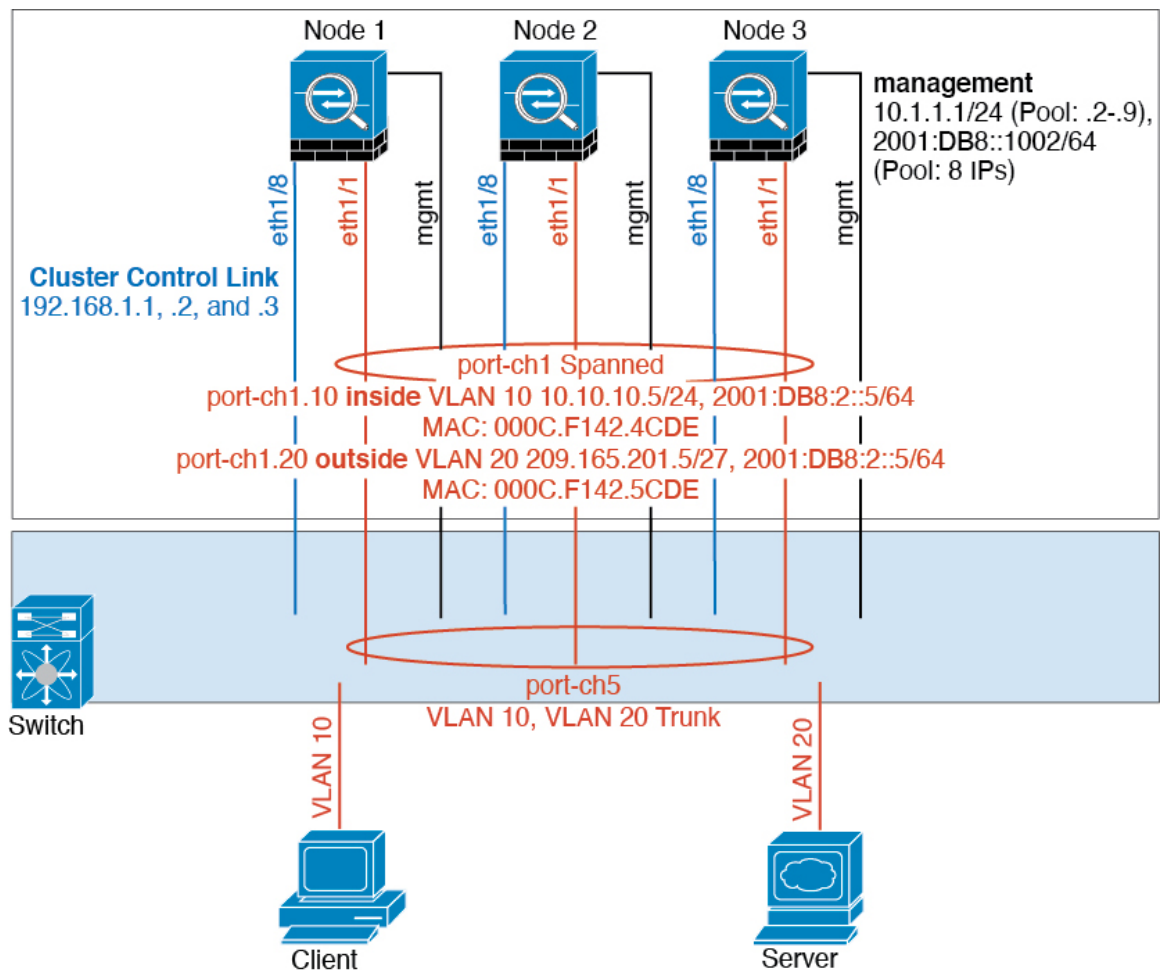 Node 1
Node 2
Node 3
management
10.1.1.1/24 (Pool: .2-.9),
2001:DB8::1002/64
(Pool: 8 IPs)
eth1/8
eth1/1
mgmt
eth1/8
eth1/1
mgmt
eth1/8
eth1/1
mgmt
Cluster Control Link
192.168.1.1, .2, and .3
port-ch1 Spanned
port-ch1.10 inside VLAN 10 10.10.10.5/24, 2001:DB8:2::5/64
MAC: 000C.F142.4CDE
port-ch1.20 outside VLAN 20 209.165.201.5/27, 2001:DB8:2::5/64
MAC: 000C.F142.5CDE
Switch
port-ch5
VLAN 10, VLAN 20 Trunk
VLAN 10
VLAN 20
Client
Server